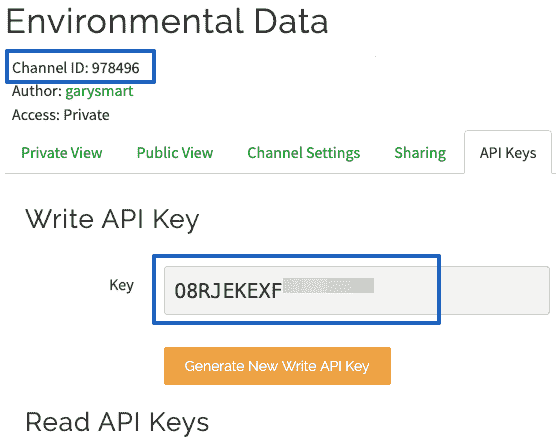 Environmental Data
Channel ID: 978496
Author: garysmart
Access: Private
Private View Public View Channel Settings Sharing API Keys
Write API Key
Key 08RJEKEXF
Generate New Write API Key
Read API Keys